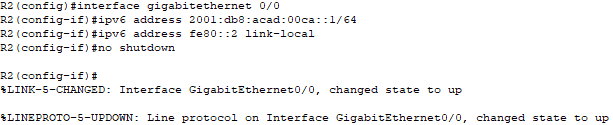 R2(config)#interface gigabitethernet 0/0
R2(config-if)#ipv6 address 2001:db8:acad:00ca::1/64
R2(config-if)#ipv6 address fe80::2 link-local
R2(config-if)#no shutdown
R2(config-if)#
%LINK-5-CHANGED: Interface GigabitEthernet0/0, changed state to up
%LINEPROTO-5-UPDOWN: Line protocol on Interface GigabitEthernet0/0, changed state to up